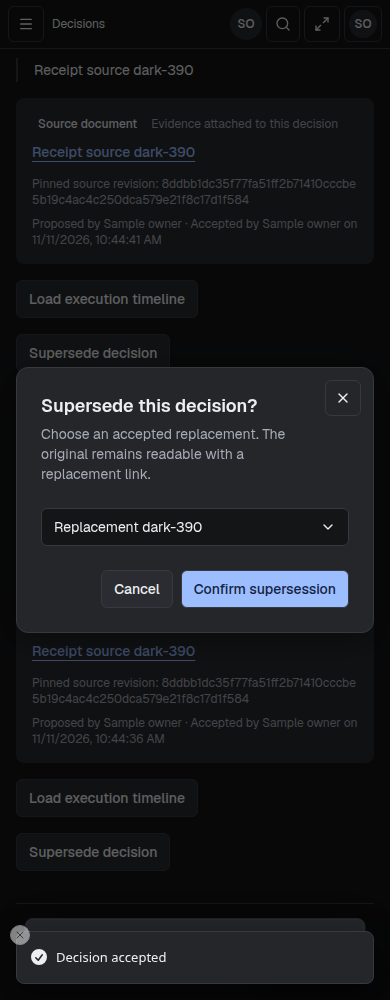 Decisions
SO
SO
Receipt source dark-390
Source document Evidence attached to this decision
Receipt source dark-390
Pinned source revision: 8ddbb1dc35f77fa51ff2b71410cccbe
5b19c4ac4c250dca579e21f8c17d1f584
Proposed by Sample owner · Accepted by Sample owner on
11/11/2026, 10:44:41 AM
Load execution timeline
Supersede decision
Supersede this decision?
Choose an accepted replacement. The
original remains readable with a
replacement link.
Replacement dark-390
Cancel
Confirm supersession
Receipt source dark-390
Pinned source revision: 8ddbb1dc35f77fa51ff2b71410cccbe
5b19c4ac4c250dca579e21f8c17d1f584
Proposed by Sample owner · Accepted by Sample owner on
11/11/2026, 10:44:36 AM
Load execution timeline
Supersede decision
Decision accepted